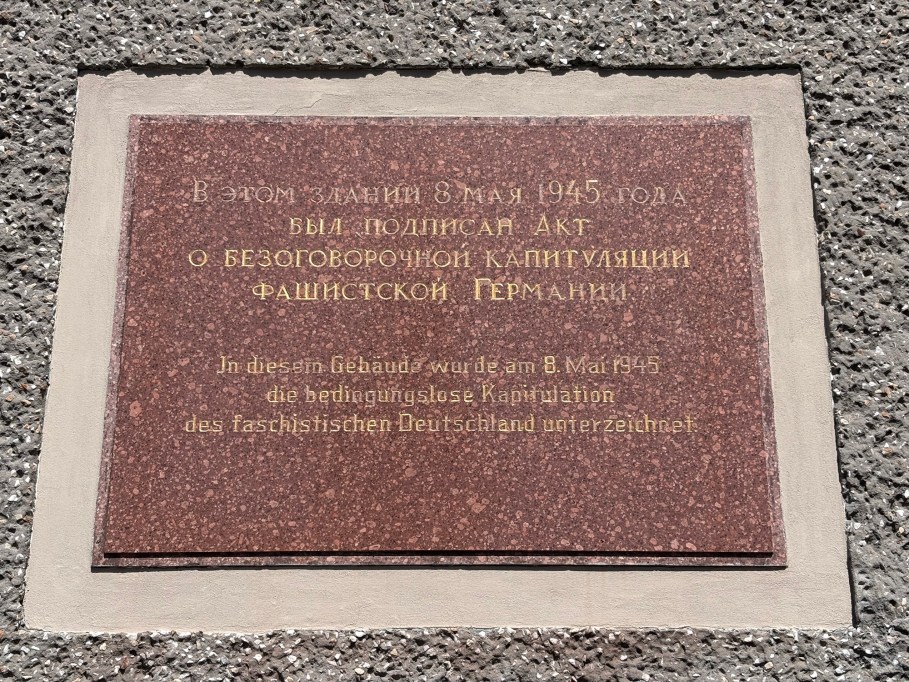 В ЭТОМ ЗДАНИИ 8 МАЯ 1945 ГОДА
БЫЛ ПОДПИСАН АКТ
О БЕЗОГОВОРОЧНОЙ КАПИТУЛЯЦИИ
ФАШИСТСКОЙ ГЕРМАНИИ
In diesem Gebäude wurde am 8. Mai 1945
die bedingungslose Kapitulation
des faschistischen Deutschland unterzeichnet.